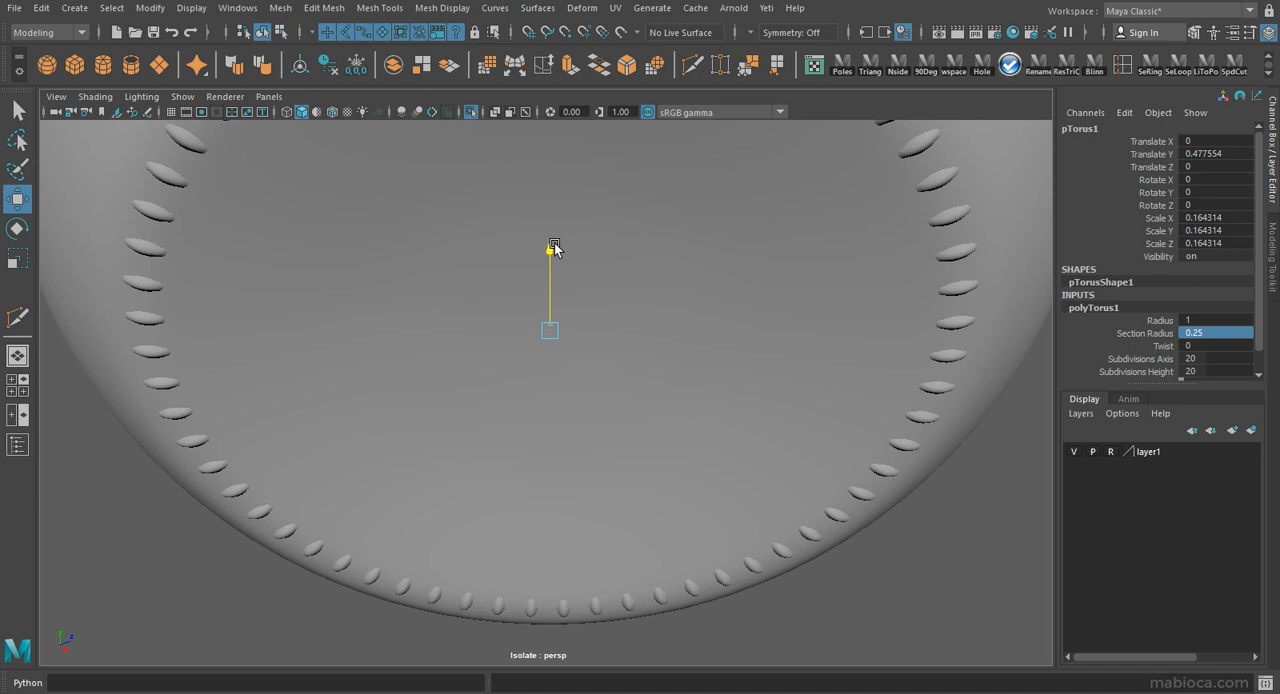 File Edit Create Select Modify Display Windows Mesh Edit Mesh Mesh Tools Mesh Display Curves Surfaces Deform UV Generate Cache Arnold Yeti Help
Workspace : Maya Classic*
Modeling
No Live Surface
Symmetry: Off
Sign In
Poles Triang Nside 90Deg wspace Hole Rename ResTriC Blinn SeRing SeLoop LiToPo SpdCut
View Shading Lighting Show Renderer Panels
0.00 1.00 sRGB gamma
Channels Edit Object Show
pTorus1
Translate X 0
Translate Y 0.477554
Translate Z 0
Rotate X 0
Rotate Y 0
Rotate Z 0
Scale X 0.164314
Scale Y 0.164314
Scale Z 0.164314
Visibility on
SHAPES
pTorusShape1
INPUTS
polyTorus1
Radius 1
Section Radius 0.25
Twist 0
Subdivisions Axis 20
Subdivisions Height 20
Channel Box / Layer Editor
Modeling Toolkit
Display Anim
Layers Options Help
V P R layer1
Isolate : persp
Python
mabioca.com